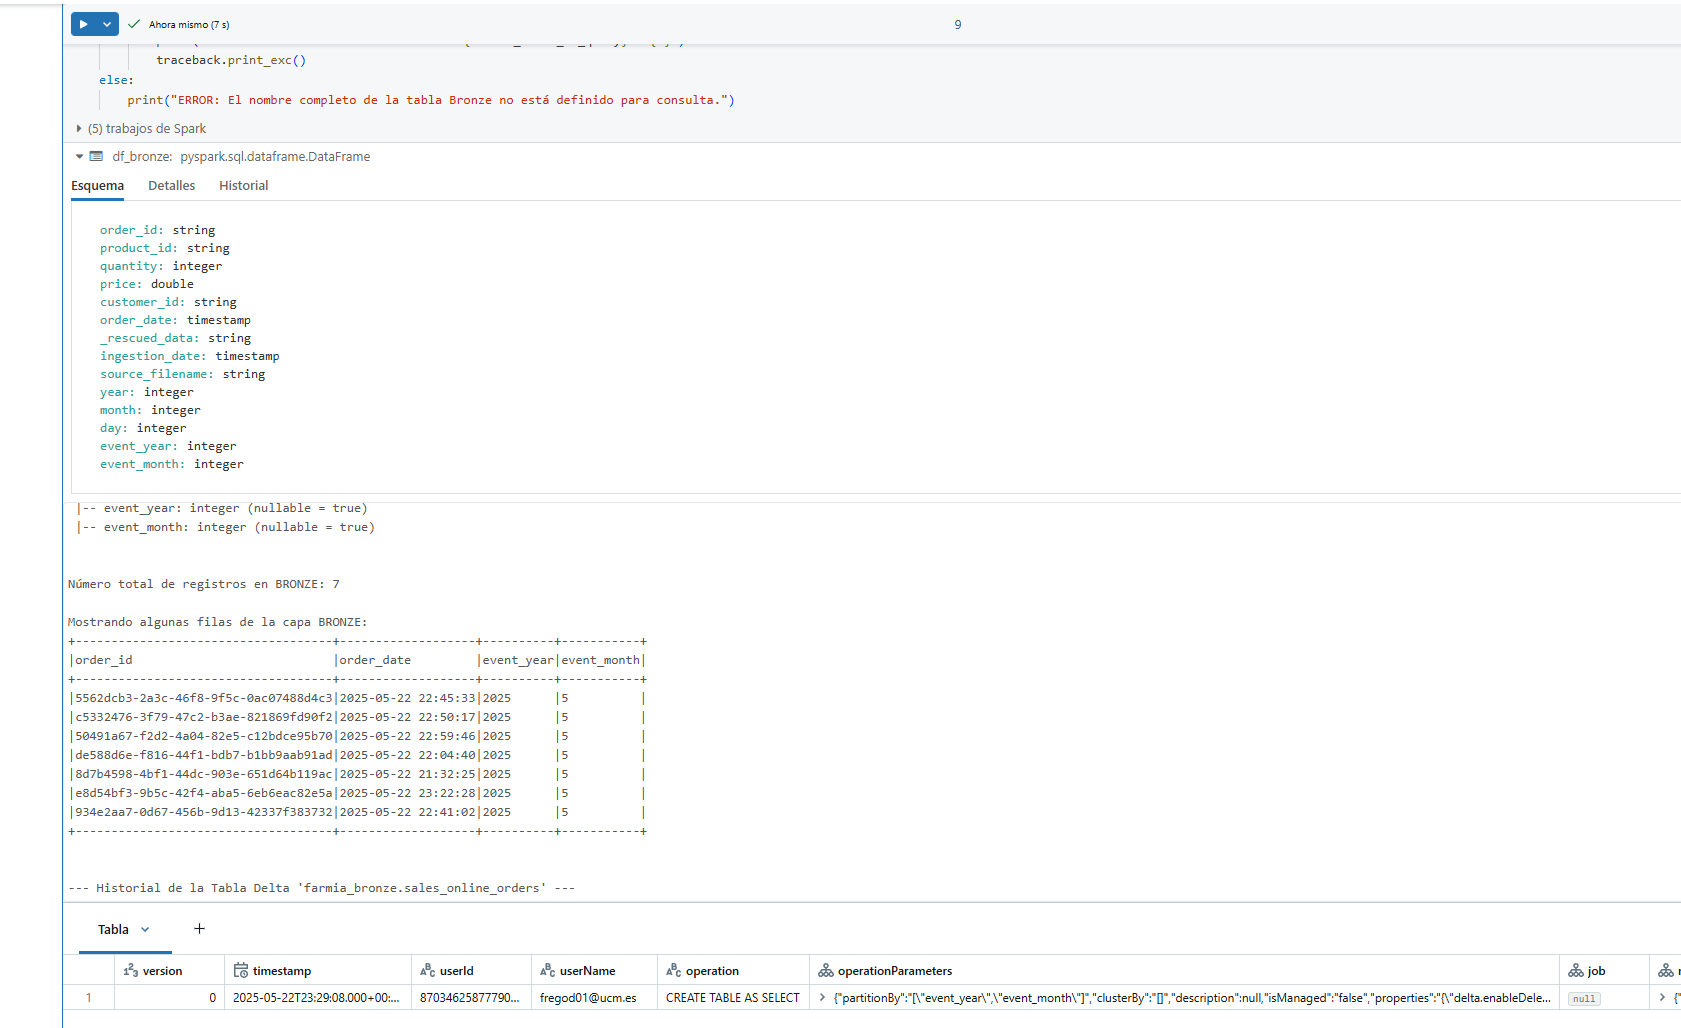 Ahora mismo (7 s)
9
traceback.print_exc()
else:
print("ERROR: El nombre completo de la tabla Bronze no está definido para consulta.")
(5) trabajos de Spark
df_bronze: pyspark.sql.dataframe.DataFrame
Esquema Detalles Historial
order_id: string
product_id: string
quantity: integer
price: double
customer_id: string
order_date: timestamp
_rescued_data: string
ingestion_date: timestamp
source_filename: string
year: integer
month: integer
day: integer
event_year: integer
event_month: integer
|-- event_year: integer (nullable = true)
|-- event_month: integer (nullable = true)
Número total de registros en BRONZE: 7
Mostrando algunas filas de la capa BRONZE:
+------------------------------------+-------------------+----------+-----------+
|order_id                            |order_date         |event_year|event_month|
+------------------------------------+-------------------+----------+-----------+
|5562dcb3-2a3c-46f8-9f5c-0ac07488d4c3|2025-05-22 22:45:33|2025      |5          |
|c5332476-3f79-47c2-b3ae-821869fd90f2|2025-05-22 22:50:17|2025      |5          |
|50491a67-f2d2-4a04-82e5-c12bdce95b70|2025-05-22 22:59:46|2025      |5          |
|de588d6e-f816-44f1-bdb7-b1bb9aab91ad|2025-05-22 22:04:40|2025      |5          |
|8d7b4598-4bf1-44dc-903e-651d64b119ac|2025-05-22 21:32:25|2025      |5          |
|e8d54bf3-9b5c-42f4-aba5-6eb6eac82e5a|2025-05-22 23:22:28|2025      |5          |
|934e2aa7-0d67-456b-9d13-42337f383732|2025-05-22 22:41:02|2025      |5          |
+------------------------------------+-------------------+----------+-----------+
--- Historial de la Tabla Delta 'farmia_bronze.sales_online_orders' ---
Tabla +
version timestamp userId userName operation operationParameters job
1 0 2025-05-22T23:29:08.000+00:... 87034625877790... fregod01@ucm.es CREATE TABLE AS SELECT {"partitionBy":"[\"event_year\",\"event_month\"]","clusterBy":"[]","description":null,"isManaged":"false","properties":"{\"delta.enableDele... null